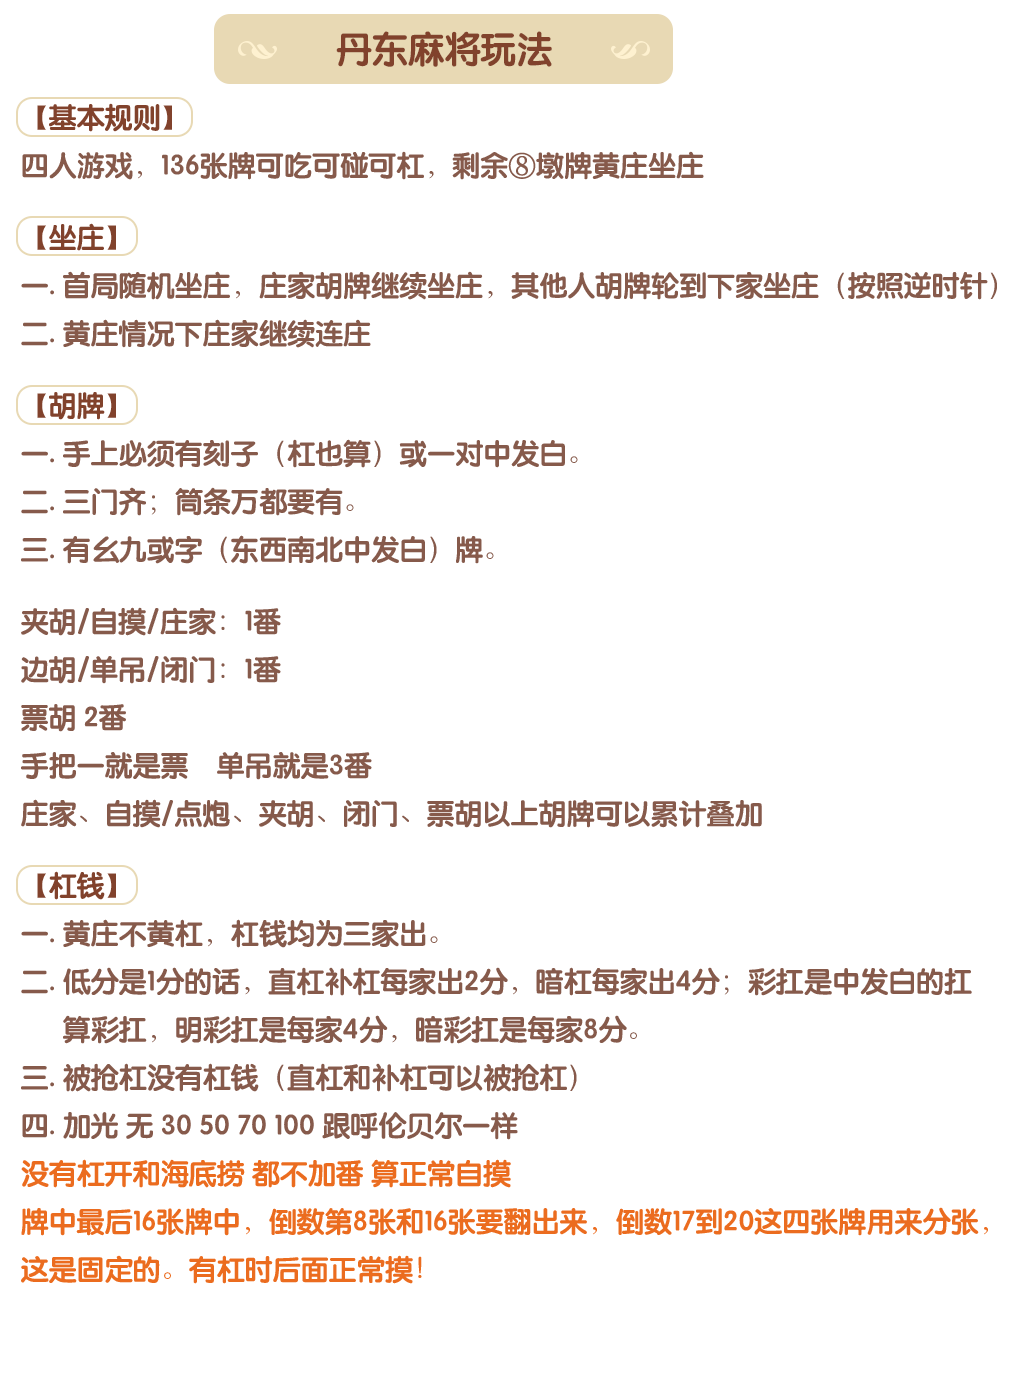 丹东麻将玩法
【基本规则】
四人游戏，136张牌可吃可碰可杠，剩余⑧墩牌黄庄坐庄
【坐庄】
一. 首局随机坐庄，庄家胡牌继续坐庄，其他人胡牌轮到下家坐庄（按照逆时针）
二. 黄庄情况下庄家继续连庄
【胡牌】
一. 手上必须有刻子（杠也算）或一对中发白。
二. 三门齐；筒条万都要有。
三. 有幺九或字（东西南北中发白）牌。
夹胡/自摸/庄家：1番
边胡/单吊/闭门：1番
票胡 2番
手把一就是票　单吊就是3番
庄家、自摸/点炮、夹胡、闭门、票胡以上胡牌可以累计叠加
【杠钱】
一. 黄庄不黄杠，杠钱均为三家出。
二. 低分是1分的话，直杠补杠每家出2分，暗杠每家出4分；彩扛是中发白的扛
算彩扛，明彩扛是每家4分，暗彩扛是每家8分。
三. 被抢杠没有杠钱（直杠和补杠可以被抢杠）
四. 加光 无 30 50 70 100 跟呼伦贝尔一样
没有杠开和海底捞 都不加番 算正常自摸
牌中最后16张牌中，倒数第8张和16张要翻出来，倒数17到20这四张牌用来分张，
这是固定的。有杠时后面正常摸！